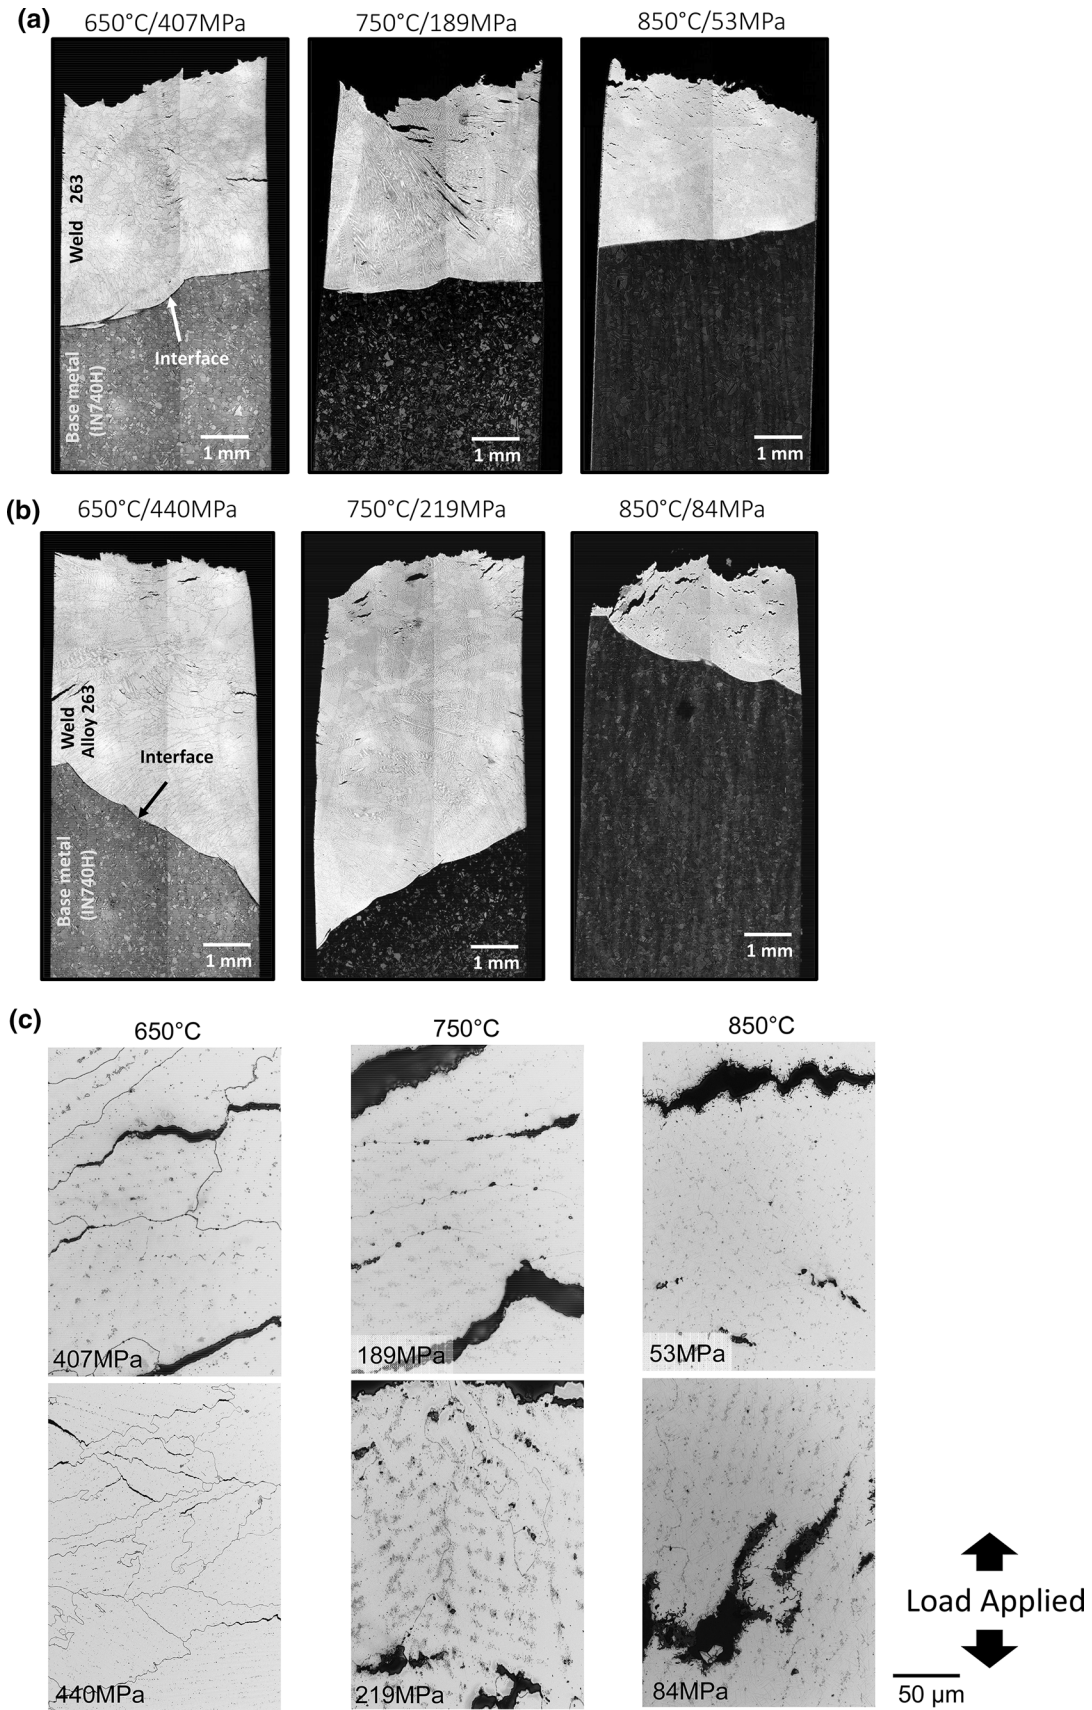 (a)
650°C/407MPa
750°C/189MPa
850°C/53MPa
Weld 263
Base metal
(IN740H)
Interface
1 mm
1 mm
1 mm
(b)
650°C/440MPa
750°C/219MPa
850°C/84MPa
Weld
Alloy 263
Base metal
(IN740H)
Interface
1 mm
1 mm
1 mm
(c)
650°C
750°C
850°C
407MPa
189MPa
53MPa
440MPa
219MPa
84MPa
Load Applied
50 µm